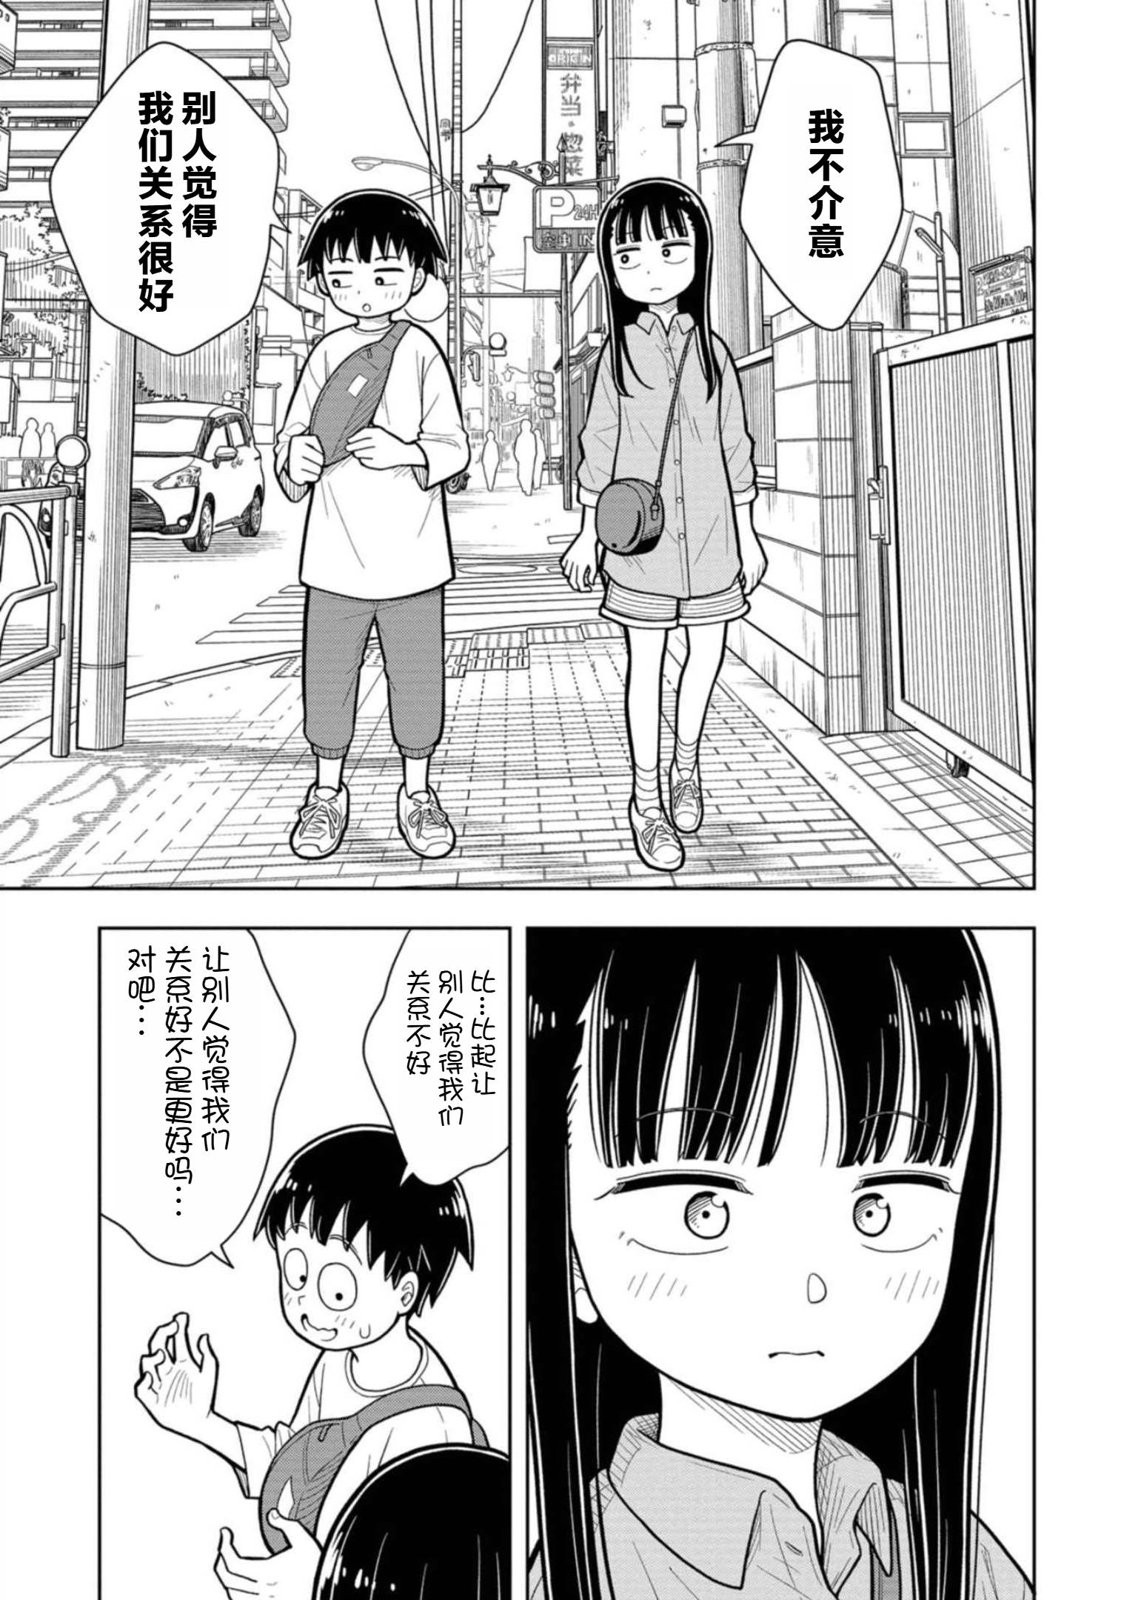 我不介意
别人觉得
我们关系很好
ORIGIN
弁当・惣菜
P
24H
IN
比…比起让
别人觉得我们
关系不好
让别人觉得我们
关系好不是更好吗…
对吧…